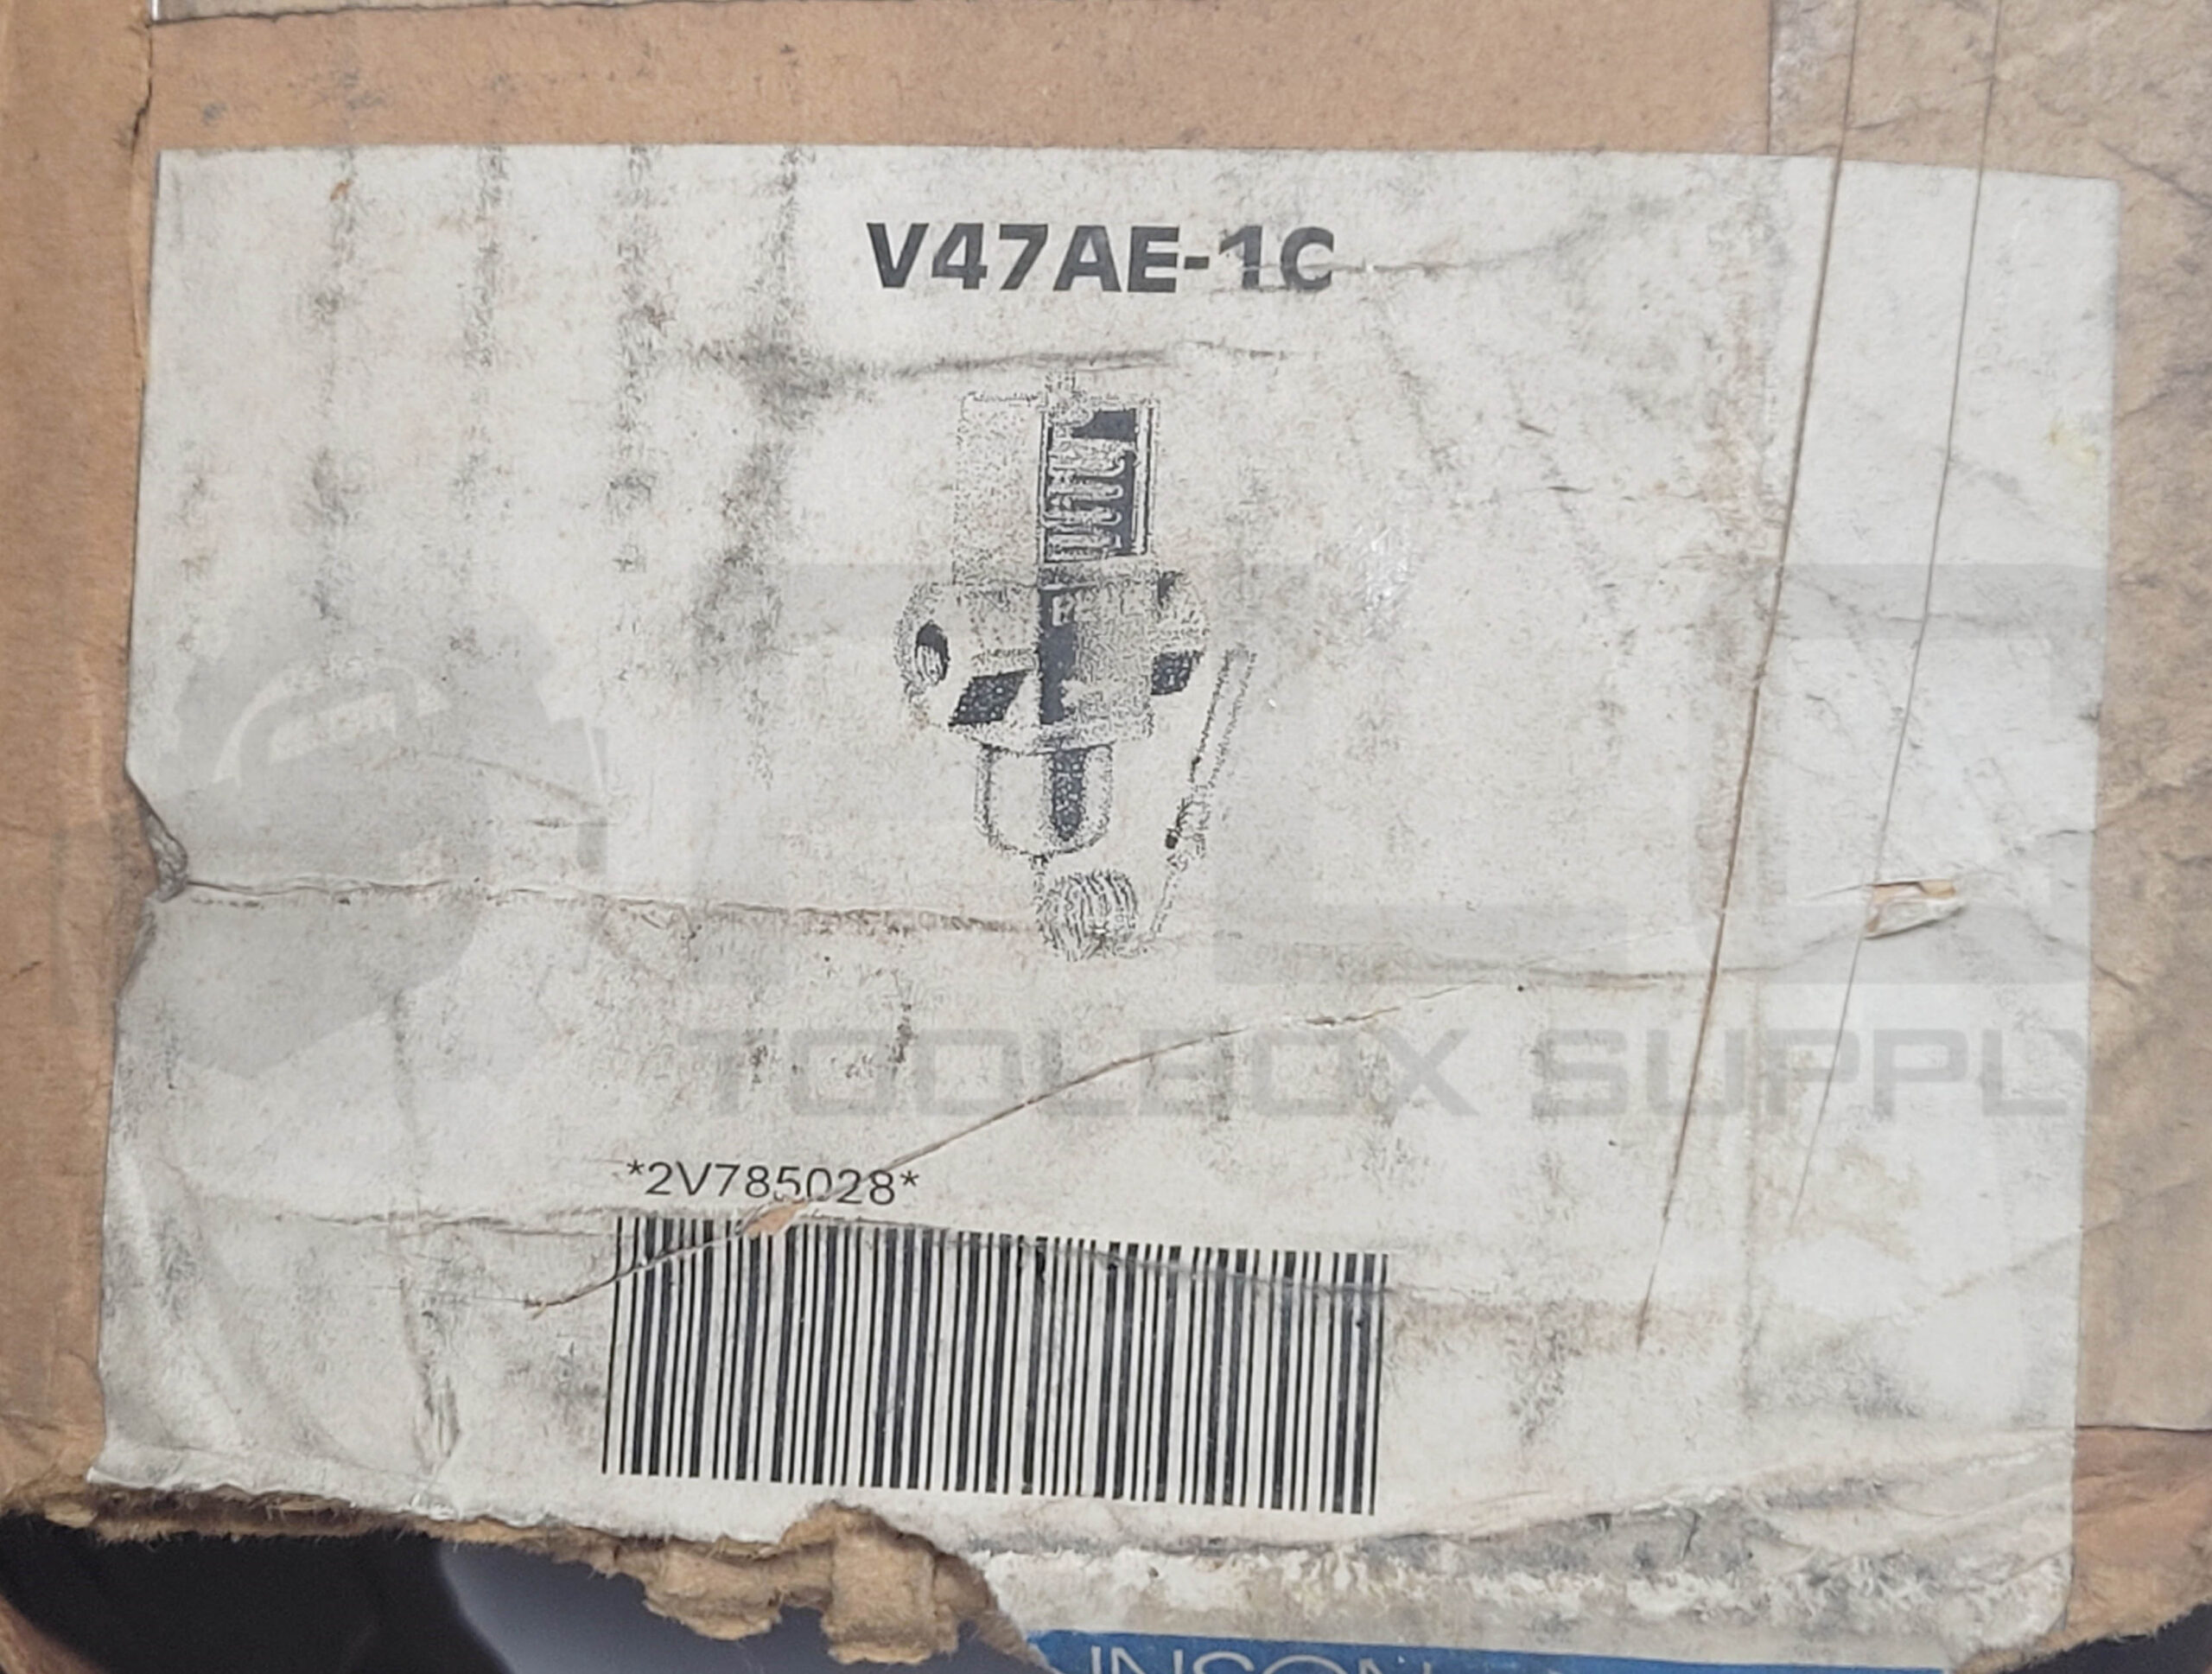 V47AE-1C
TOOLBOX SUPPLY
*2V785028*